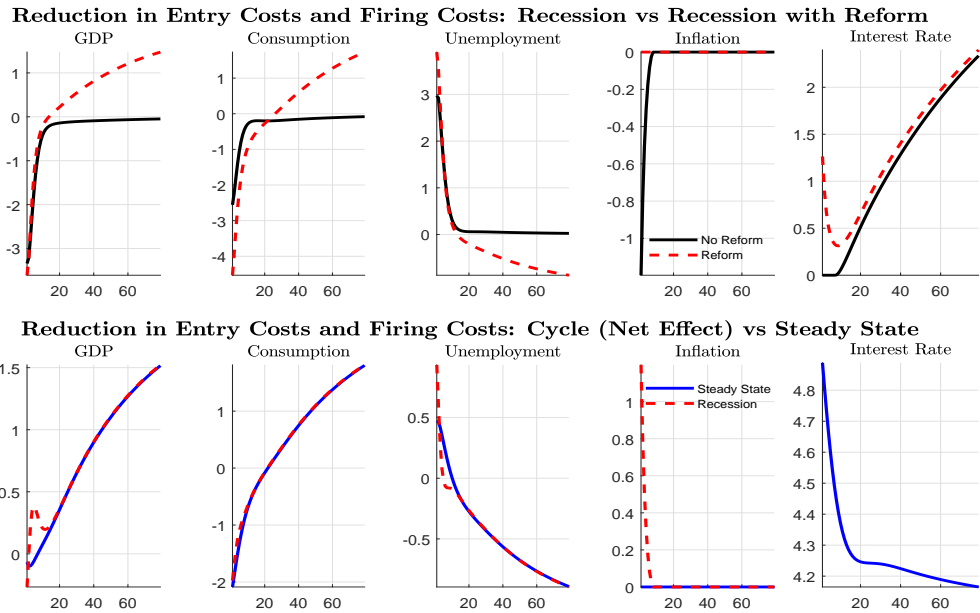 Reduction in Entry Costs and Firing Costs: Recession vs Recession with Reform
GDP Consumption Unemployment Inflation Interest Rate
1
0
-1
-2
-3
20 40 60
1
0
-1
-2
-3
-4
20 40 60
3
2
1
0
20 40 60
0
-0.2
-0.4
-0.6
-0.8
-1
No Reform
Reform
20 40 60
2
1.5
1
0.5
0
20 40 60
Reduction in Entry Costs and Firing Costs: Cycle (Net Effect) vs Steady State
GDP Consumption Unemployment Inflation Interest Rate
1.5
1
0.5
0
20 40 60
1
0
-1
-2
20 40 60
0.5
0
-0.5
20 40 60
1
0.8
0.6
0.4
0.2
0
Steady State
Recession
20 40 60
4.8
4.7
4.6
4.5
4.4
4.3
4.2
20 40 60